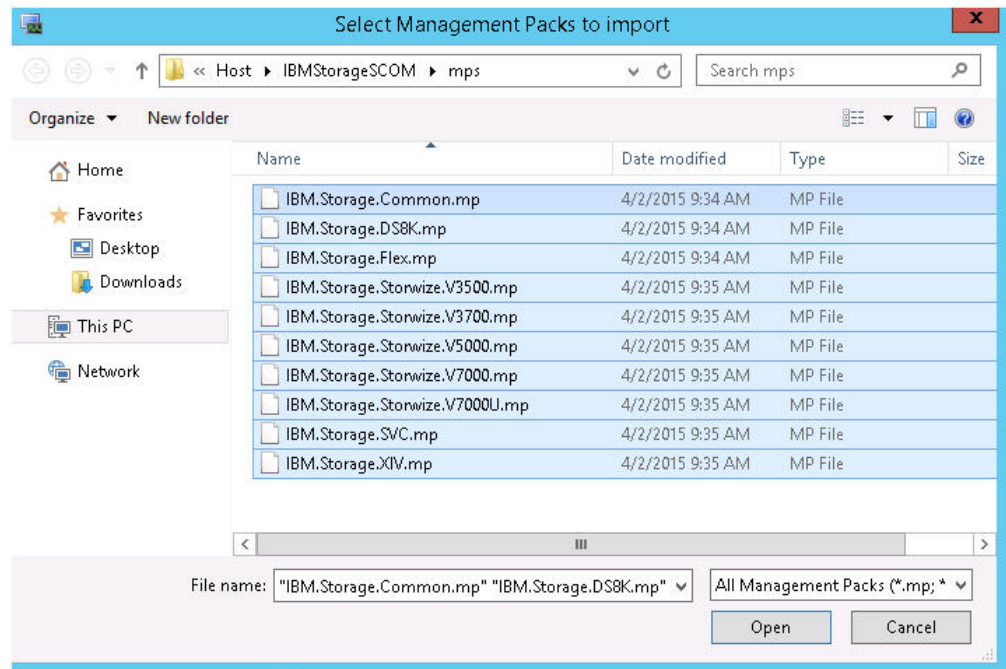 Select Management Packs to import
x
« Host IBMStorageSCOM mps
Search mps
Organize New folder
Name Date modified Type Size
Home
Favorites
Desktop
Downloads
This PC
Network
IBM.Storage.Common.mp 4/2/2015 9:34 AM MP File
IBM.Storage.DS8K.mp 4/2/2015 9:34 AM MP File
IBM.Storage.Flex.mp 4/2/2015 9:34 AM MP File
IBM.Storage.Storwize.V3500.mp 4/2/2015 9:35 AM MP File
IBM.Storage.Storwize.V3700.mp 4/2/2015 9:35 AM MP File
IBM.Storage.Storwize.V5000.mp 4/2/2015 9:35 AM MP File
IBM.Storage.Storwize.V7000.mp 4/2/2015 9:35 AM MP File
IBM.Storage.Storwize.V7000U.mp 4/2/2015 9:35 AM MP File
IBM.Storage.SVC.mp 4/2/2015 9:35 AM MP File
IBM.Storage.XIV.mp 4/2/2015 9:35 AM MP File
File name: "IBM.Storage.Common.mp" "IBM.Storage.DS8K.mp" All Management Packs (*.mp; *
Open Cancel